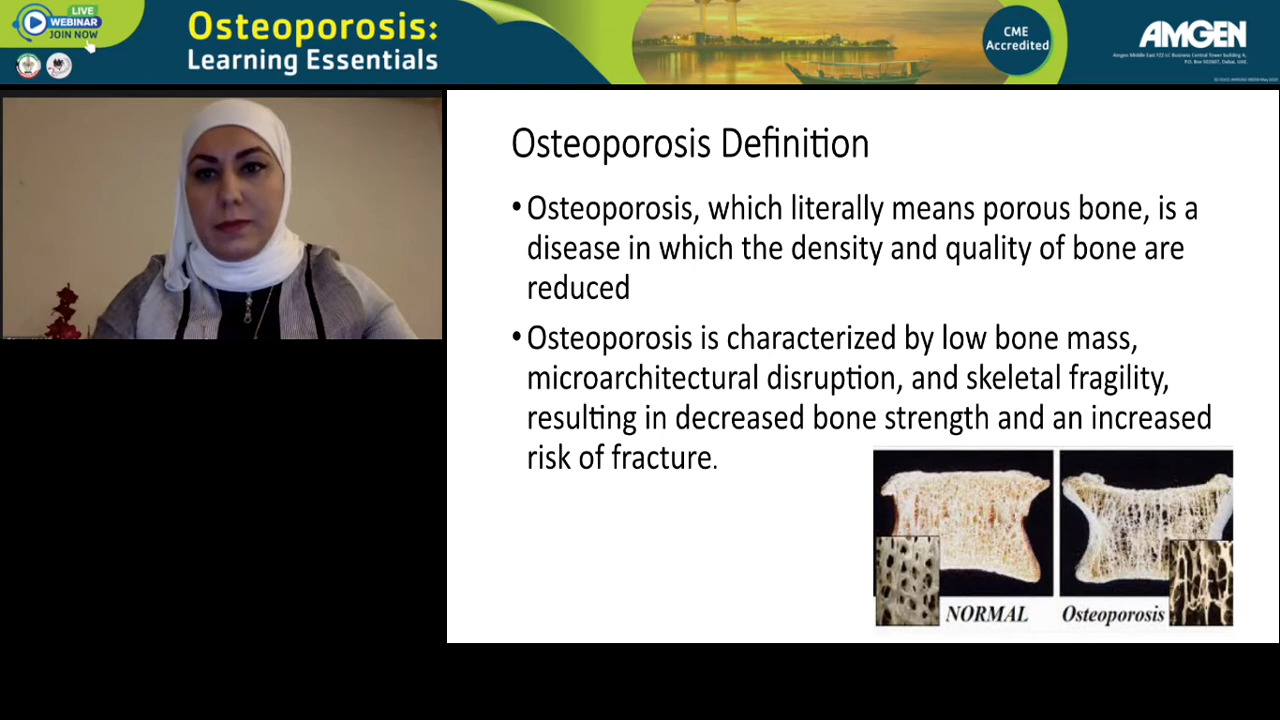 LIVE
WEBINAR
JOIN NOW
Osteoporosis:
Learning Essentials
CME
Accredited
AMGEN
Amgen Middle East FZ-LLC Business Central Tower Building A,
P.O. Box 502607, Dubai, UAE.
Osteoporosis Definition
•Osteoporosis, which literally means porous bone, is a
disease in which the density and quality of bone are
reduced
•Osteoporosis is characterized by low bone mass,
microarchitectural disruption, and skeletal fragility,
resulting in decreased bone strength and an increased
risk of fracture.
NORMAL
Osteoporosis